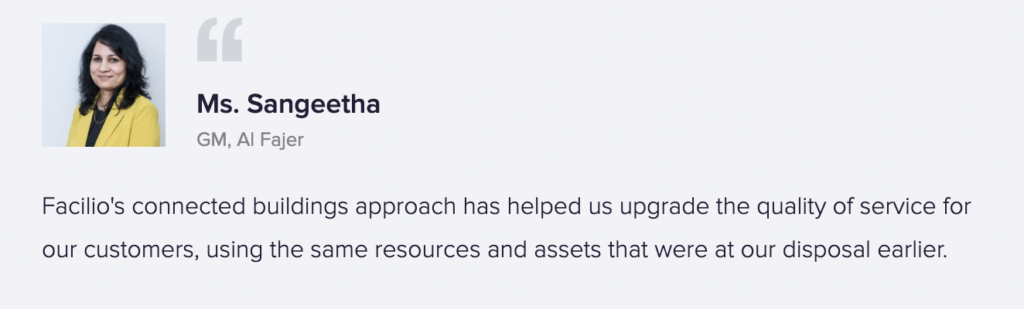 Ms. Sangeetha
GM, Al Fajer
Facilio's connected buildings approach has helped us upgrade the quality of service for
our customers, using the same resources and assets that were at our disposal earlier.